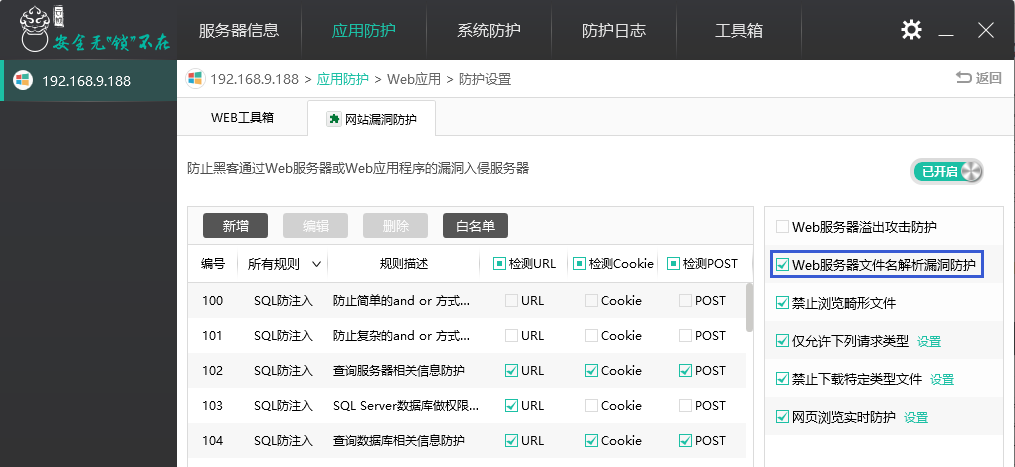 安全无"锁"不在
服务器信息 应用防护 系统防护 防护日志 工具箱
192.168.9.188
192.168.9.188 > 应用防护 > Web应用 > 防护设置 返回
WEB工具箱 网站漏洞防护
防止黑客通过Web服务器或Web应用程序的漏洞入侵服务器 已开启
新增 编辑 删除 白名单
编号 所有规则 规则描述 检测URL 检测Cookie 检测POST
100 SQL防注入 防止简单的and or 方式... URL Cookie POST
101 SQL防注入 防止复杂的and or 方式... URL Cookie POST
102 SQL防注入 查询服务器相关信息防护 URL Cookie POST
103 SQL防注入 SQL Server数据库做权限... URL Cookie POST
104 SQL防注入 查询数据库相关信息防护 URL Cookie POST
Web服务器溢出攻击防护
Web服务器文件名解析漏洞防护
禁止浏览畸形文件
仅允许下列请求类型 设置
禁止下载特定类型文件 设置
网页浏览实时防护 设置